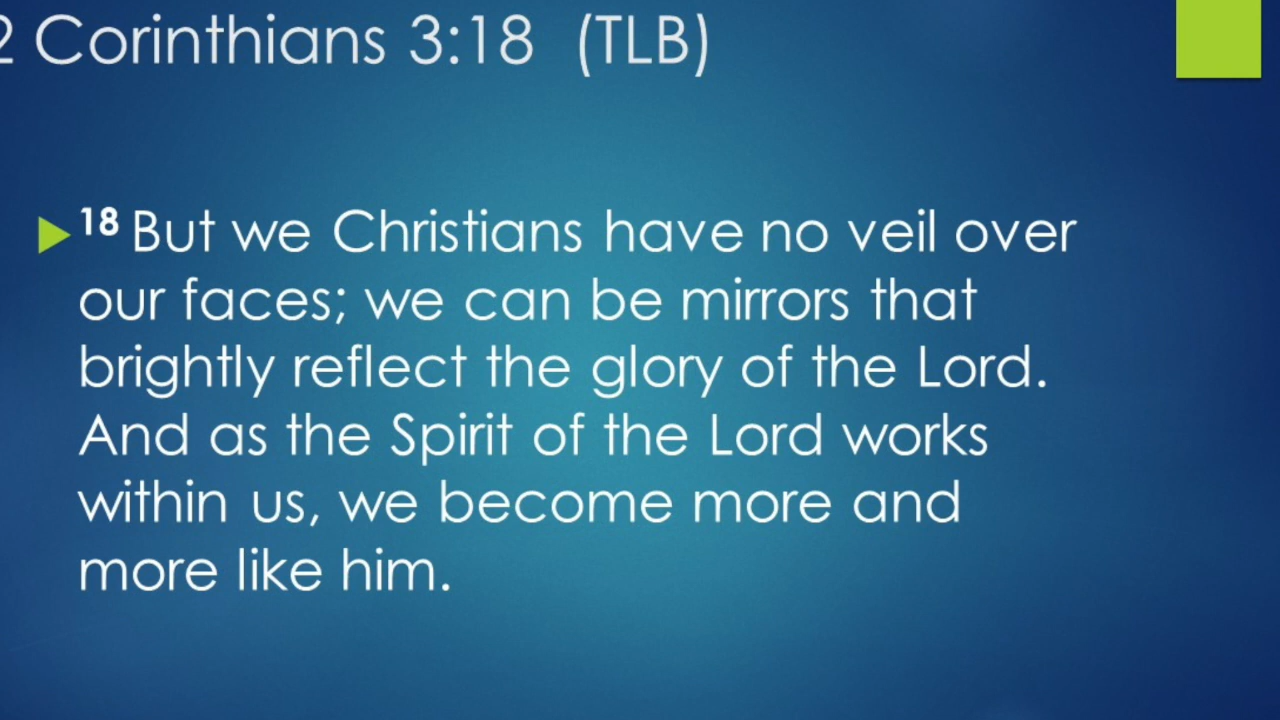 2 Corinthians 3:18 (TLB)
18 But we Christians have no veil over
our faces; we can be mirrors that
brightly reflect the glory of the Lord.
And as the Spirit of the Lord works
within us, we become more and
more like him.